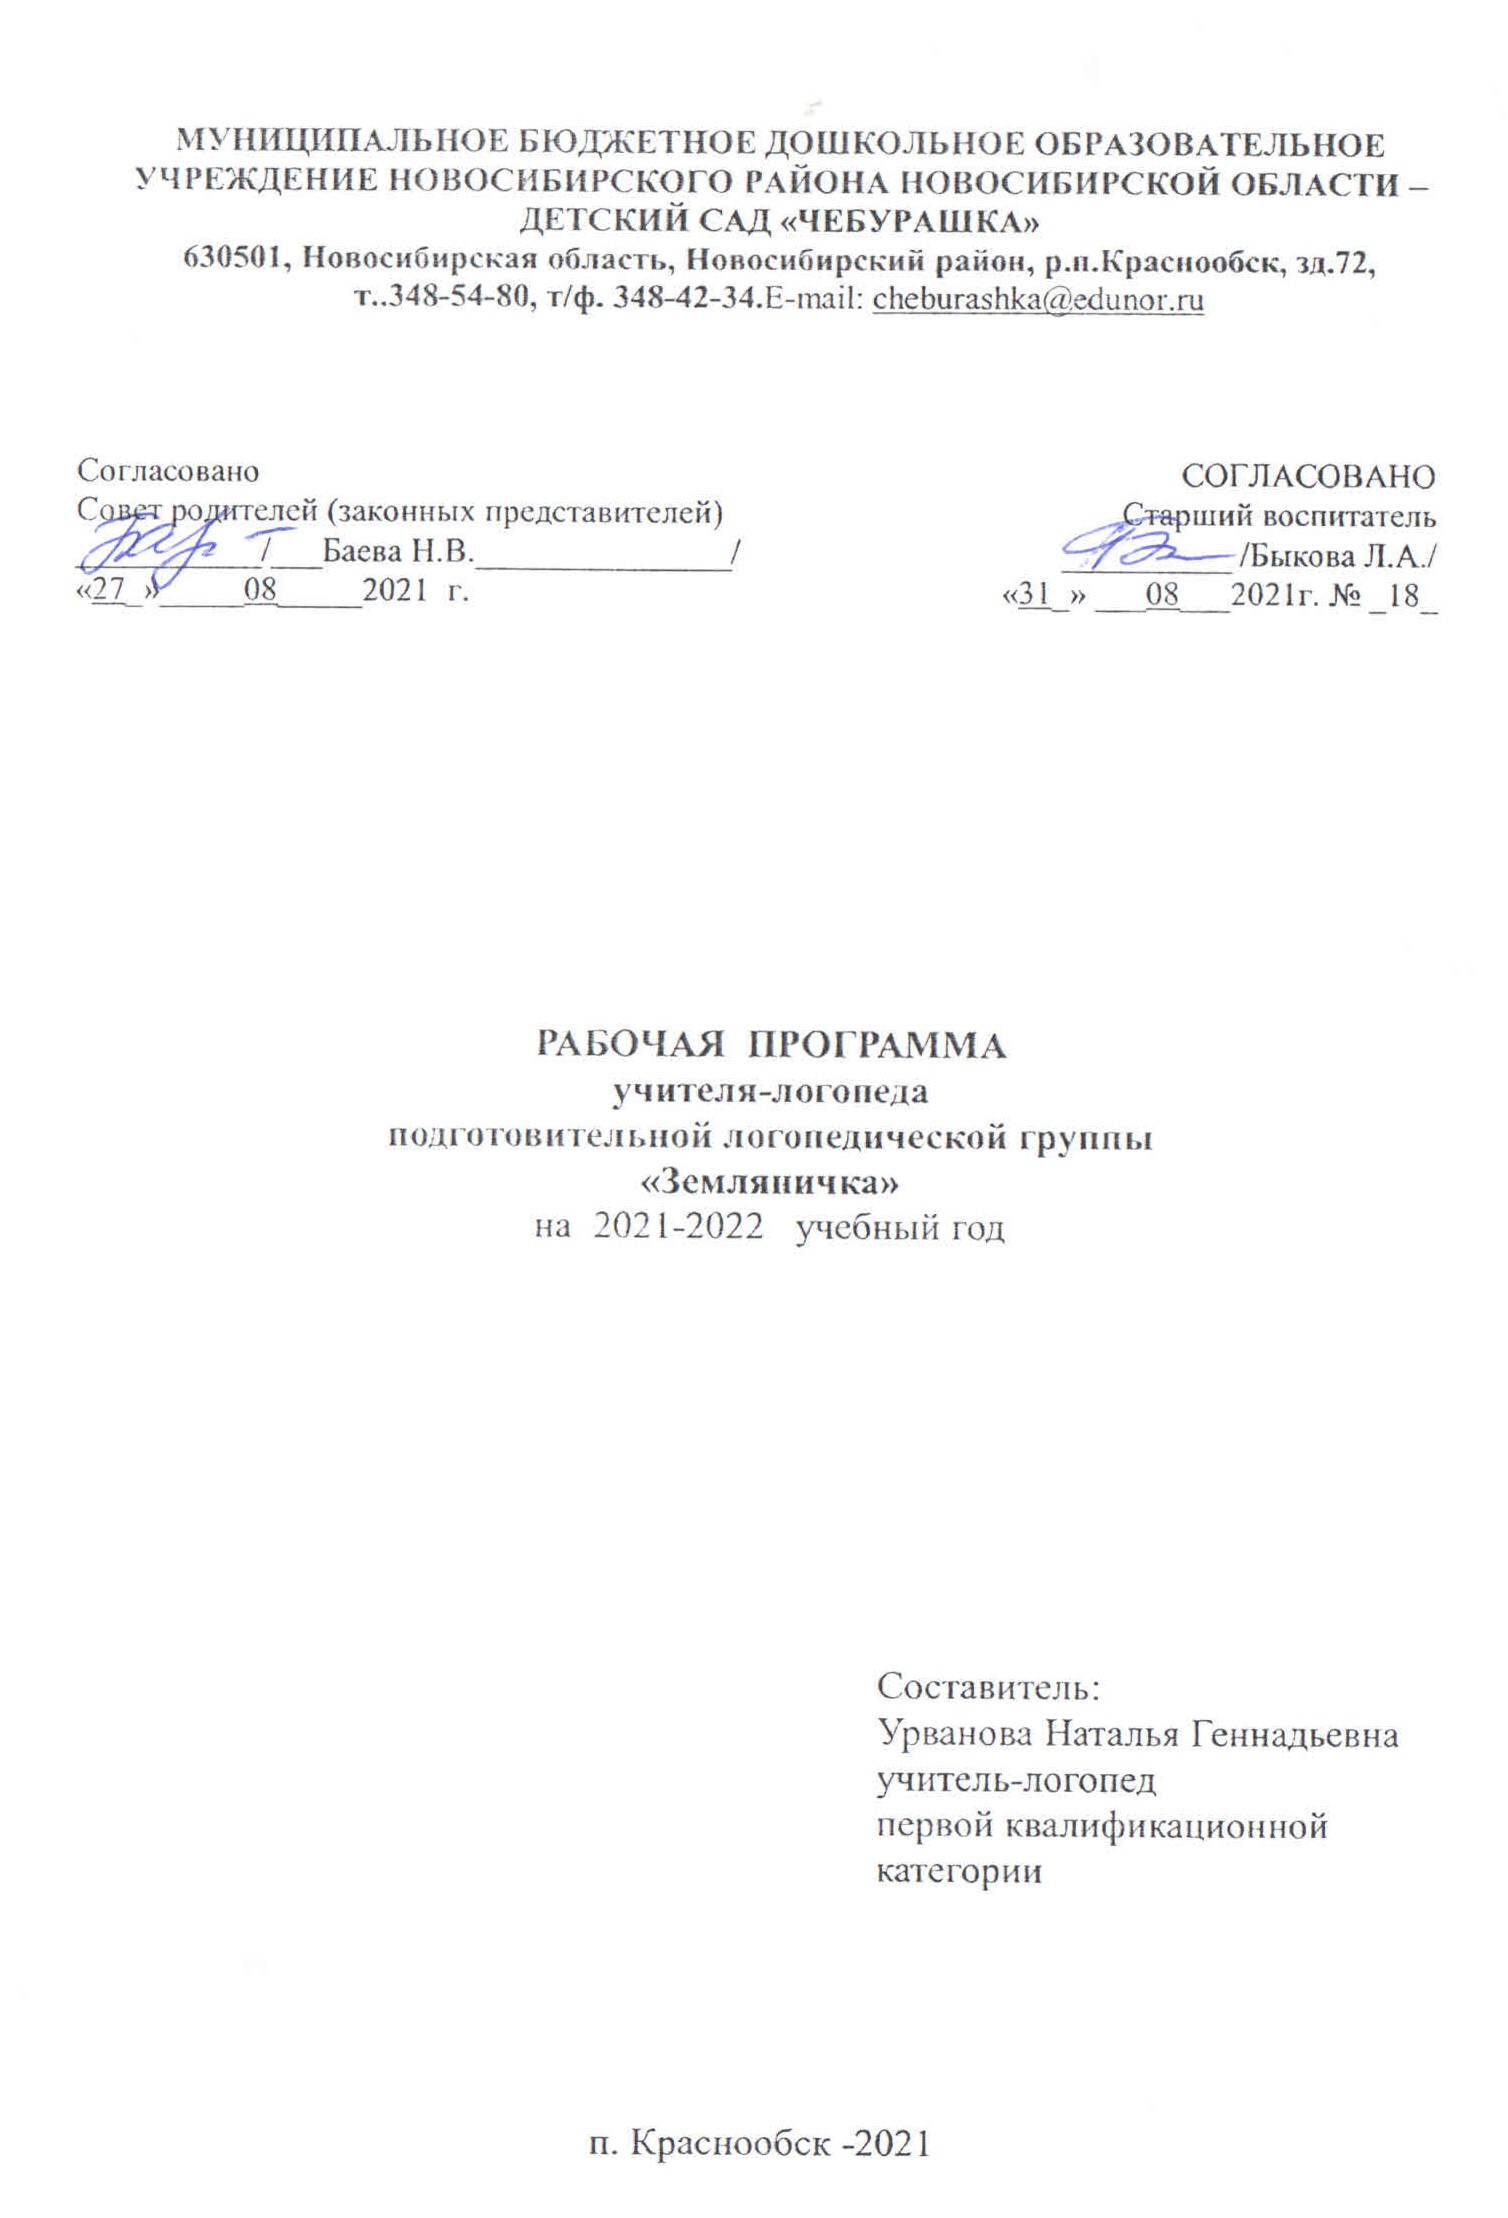 МУНИЦИПАЛЬНОЕ БЮДЖЕТНОЕ ДОШКОЛЬНОЕ ОБРАЗОВАТЕЛЬНОЕ
УЧРЕЖДЕНИЕ НОВОСИБИРСКОГО РАЙОНА НОВОСИБИРСКОЙ ОБЛАСТИ –
ДЕТСКИЙ САД «ЧЕБУРАШКА»
630501, Новосибирская область, Новосибирский район, р.п.Краснообск, зд.72,
т..348-54-80, т/ф. 348-42-34.E-mail: cheburashka@edunor.ru
Согласовано
Совет родителей (законных представителей)
___________/___Баева Н.В._______________/
«27_»_____08_____2021 г.
СОГЛАСОВАНО
Старший воспитатель
__________/Быкова Л.А./
«31_» ___08___2021г. № _18_
РАБОЧАЯ ПРОГРАММА
учителя-логопеда
подготовительной логопедической группы
«Земляничка»
на 2021-2022 учебный год
Составитель:
Урванова Наталья Геннадьевна
учитель-логопед
первой квалификационной
категории
п. Краснообск -2021